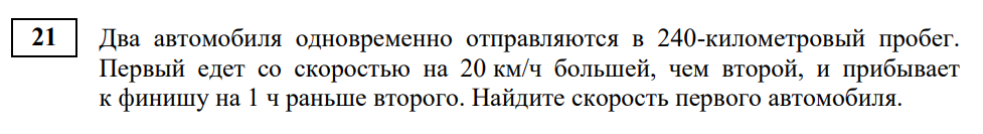 21 Два автомобиля одновременно отправляются в 240-километровый пробег.
Первый едет со скоростью на 20 км/ч большей, чем второй, и прибывает
к финишу на 1 ч раньше второго. Найдите скорость первого автомобиля.